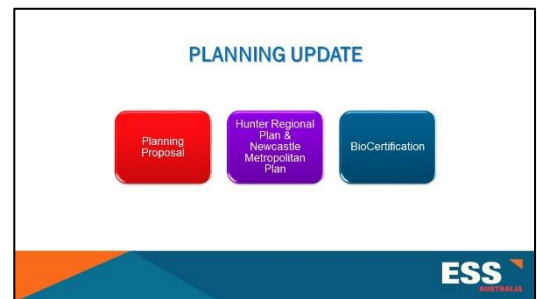 PLANNING UPDATE
Planning
Proposal
Hunter Regional
Plan &
Newcastle
Metropolitan
Plan
BioCertification
ESS
AUSTRALIA